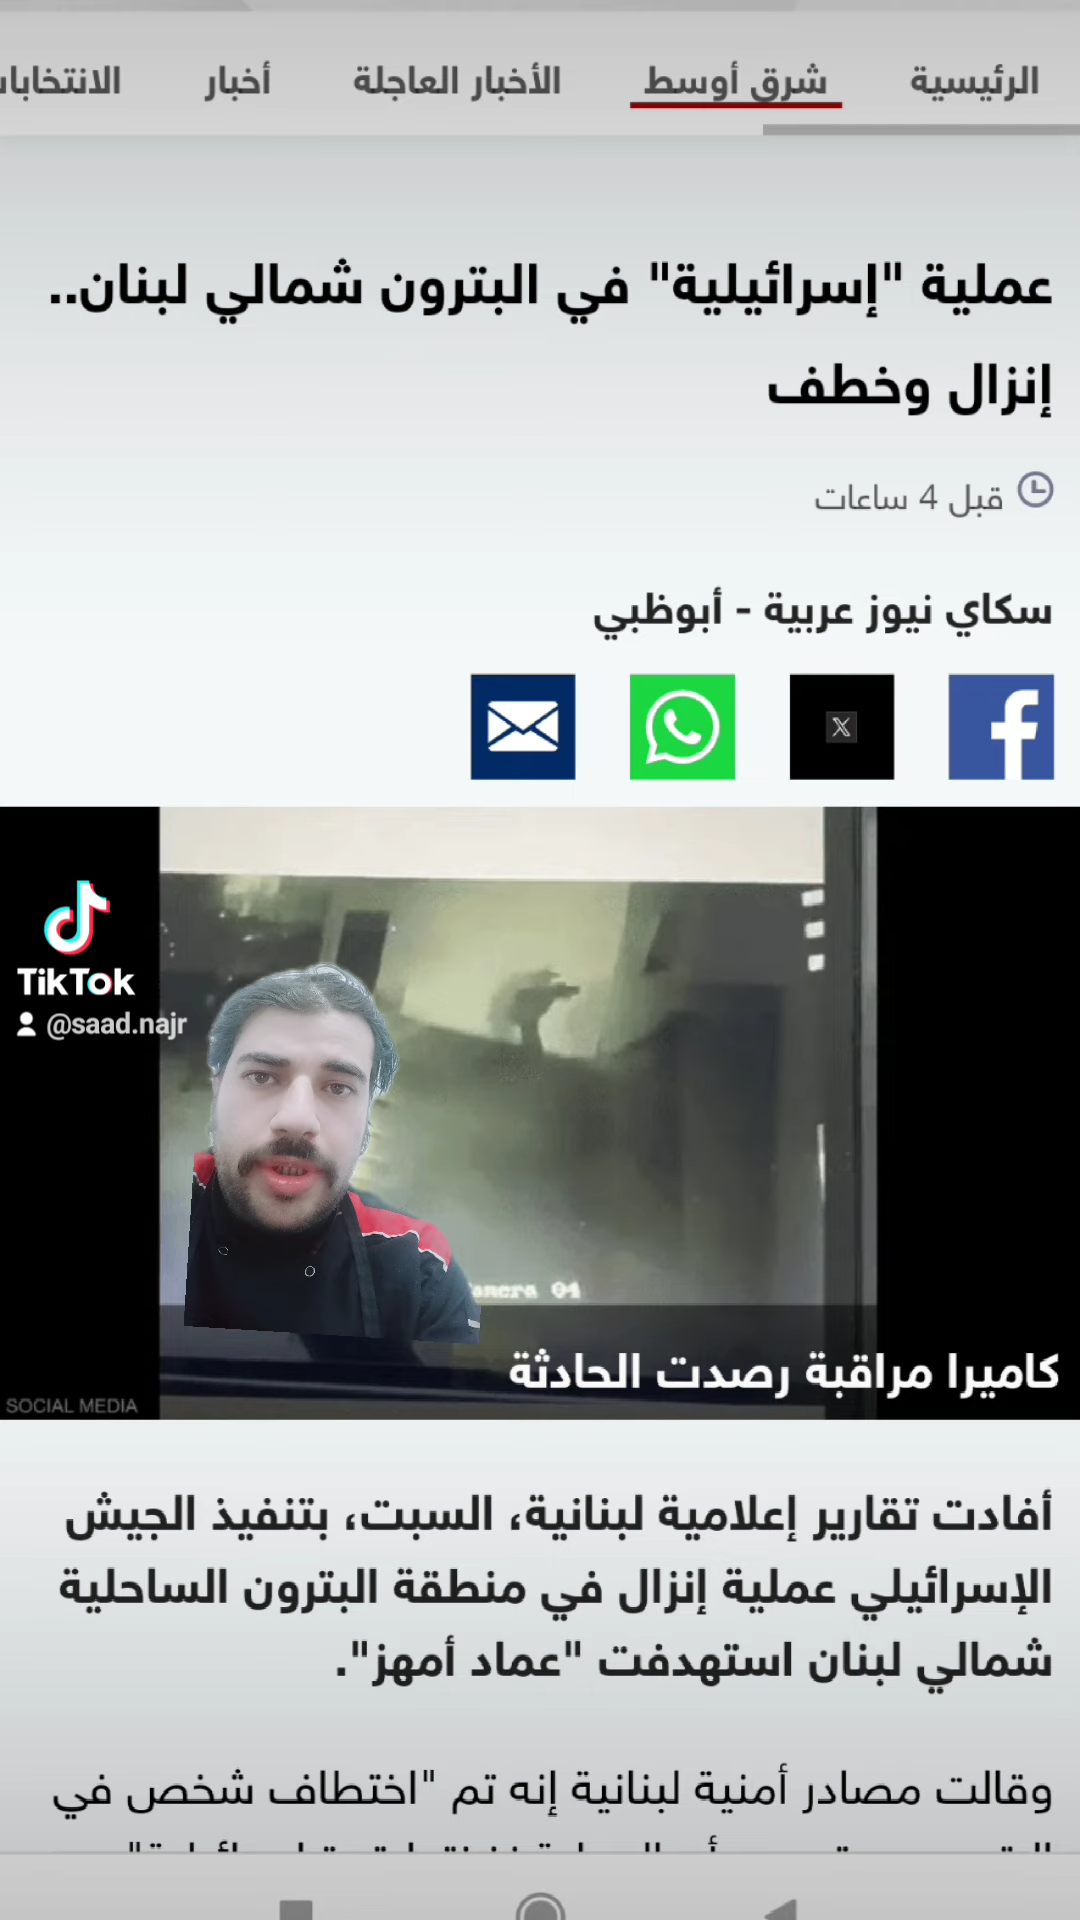 الرئيسية شرق أوسط الأخبار العاجلة أخبار
عملية "إسرائيلية" في البترون شمالي لبنان..
إنزال وخطف
قبل 4 ساعات
سكاي نيوز عربية - أبوظبي
TikTok
@saad.najr
04
كاميرا مراقبة رصدت الحادثة
SOCIAL MEDIA
أفادت تقارير إعلامية لبنانية، السبت، بتنفيذ الجيش
الإسرائيلي عملية إنزال في منطقة البترون الساحلية
شمالي لبنان استهدفت "عماد أمهز".
وقالت مصادر أمنية لبنانية إنه تم "اختطاف شخص في